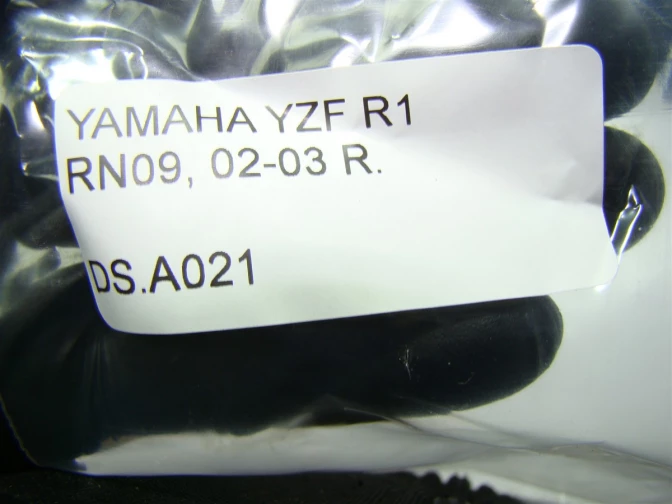 YAMAHA YZF R1
RN09, 02-03 R.
DS.A021